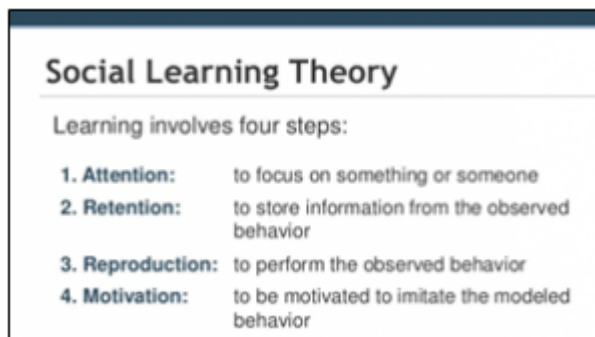 Social Learning Theory
Learning involves four steps:
1. Attention: to focus on something or someone
2. Retention: to store information from the observed
behavior
3. Reproduction: to perform the observed behavior
4. Motivation: to be motivated to imitate the modeled
behavior